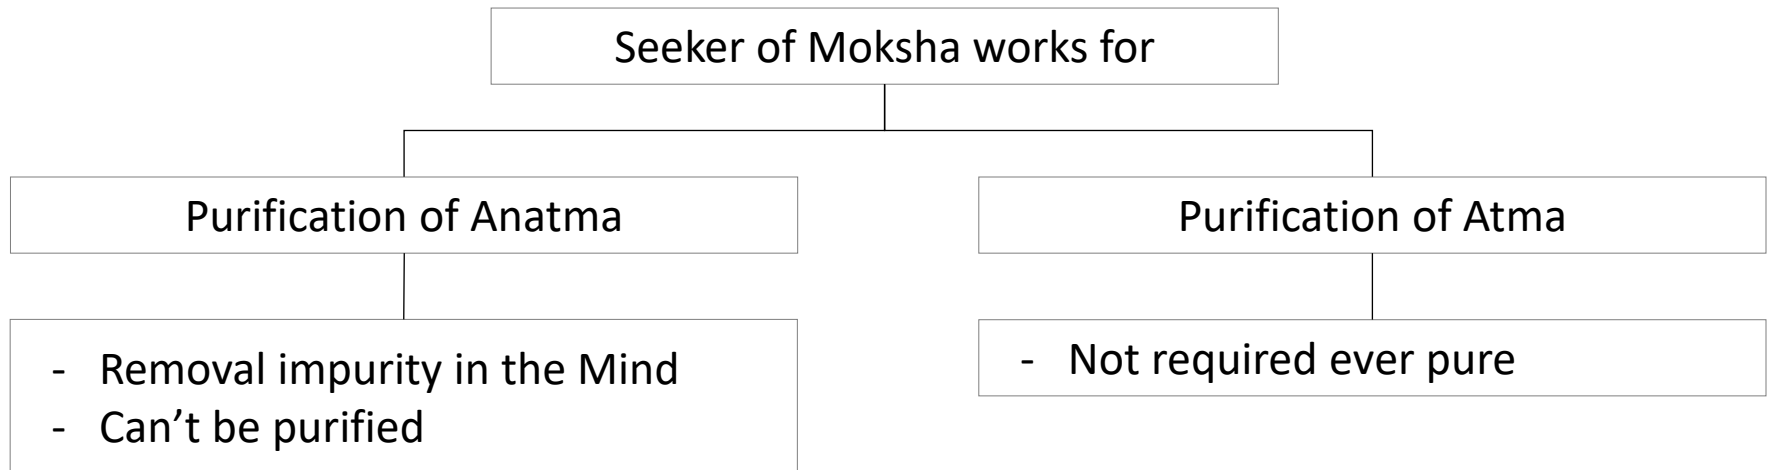 Seeker of Moksha works for
Purification of Anatma
Purification of Atma
- Removal impurity in the Mind
- Can’t be purified
- Not required ever pure